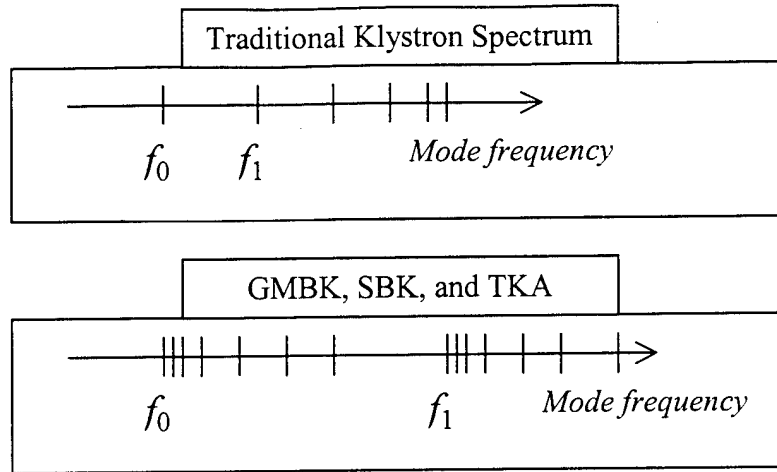 Traditional Klystron Spectrum
f0 f1 Mode frequency
GMBK, SBK, and TKA
f0 f1 Mode frequency